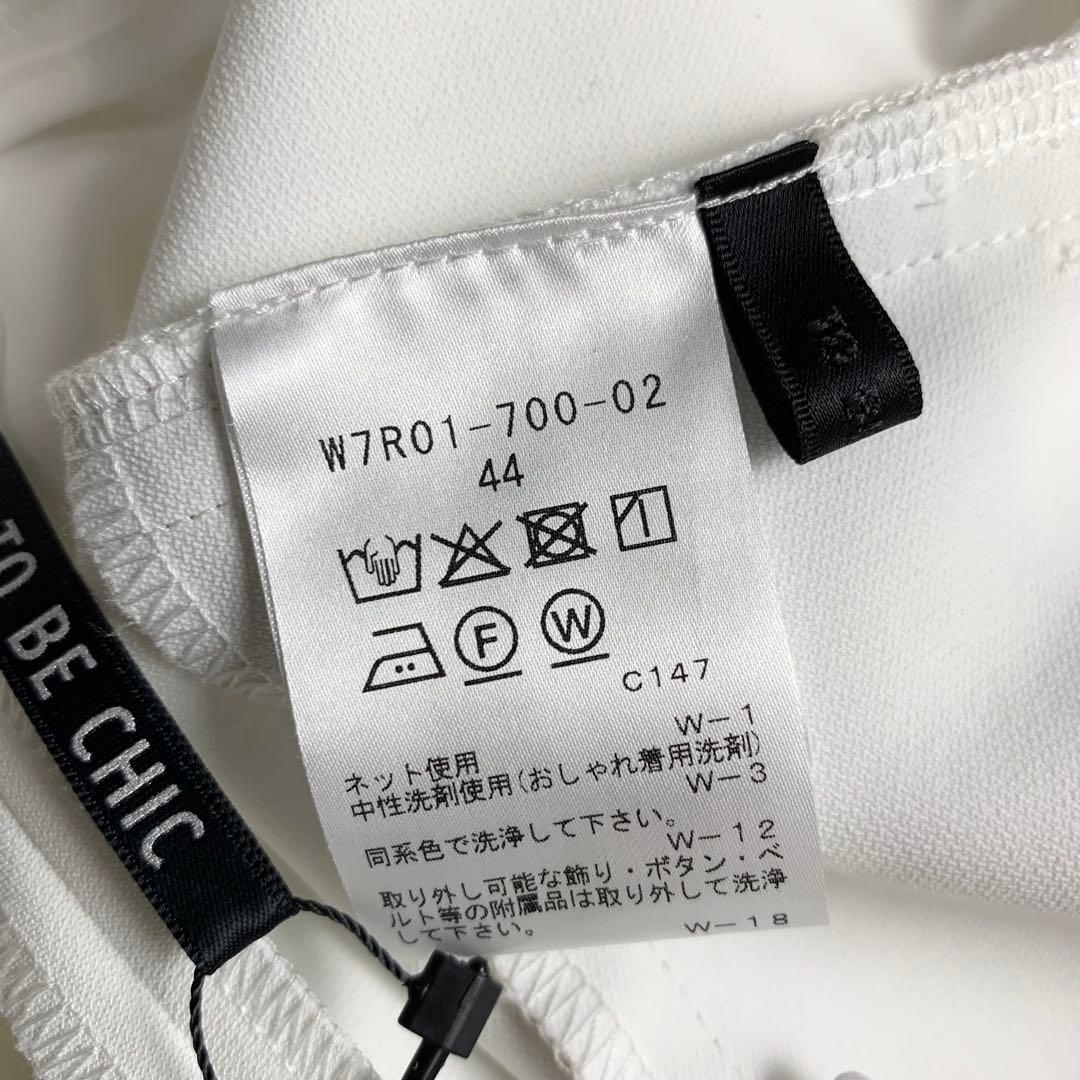 W7R01-700-02
44
F W
C147
W-1
ネット使用
中性洗剤使用(おしゃれ着用洗剤)
W-3
同系色で洗浄して下さい。
W-12
取り外し可能な飾り・ボタン・ベ
ルト等の附属品は取り外して洗浄
して下さい。
W-18
TO BE CHIC